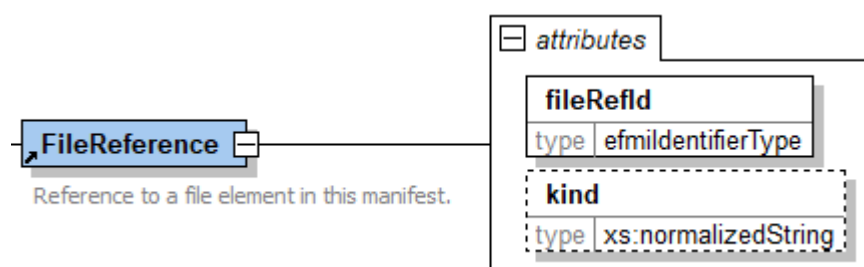 attributes
fileRefId
type efmiIdentifierType
FileReference
Reference to a file element in this manifest.
kind
type xs:normalizedString